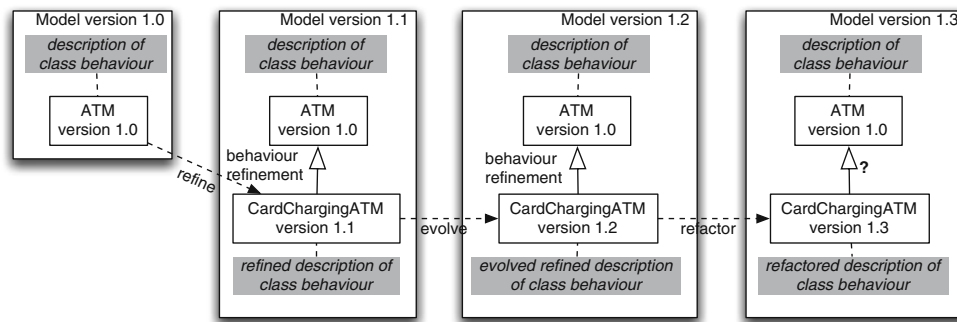 Model version 1.0
description of
class behaviour
ATM
version 1.0
refine
Model version 1.1
description of
class behaviour
ATM
version 1.0
behaviour
refinement
CardChargingATM
version 1.1
refined description of
class behaviour
evolve
Model version 1.2
description of
class behaviour
ATM
version 1.0
behaviour
refinement
CardChargingATM
version 1.2
evolved refined description
of class behaviour
refactor
Model version 1.3
description of
class behaviour
ATM
version 1.0
?
CardChargingATM
version 1.3
refactored description of
class behaviour